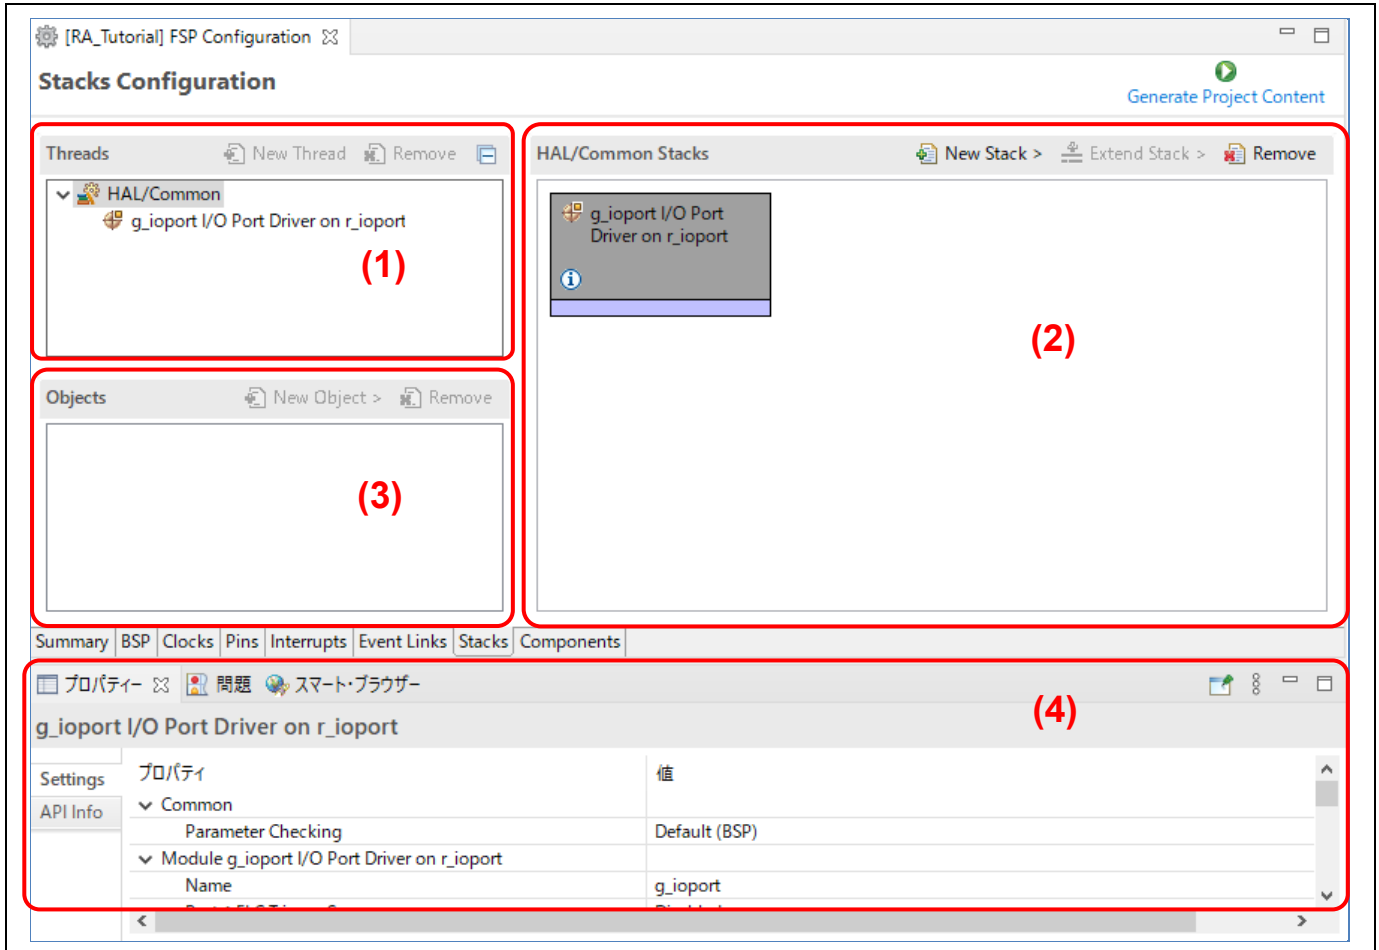 [RA_Tutorial] FSP Configuration
Stacks Configuration
Generate Project Content
Threads New Thread Remove
HAL/Common
g_ioport I/O Port Driver on r_ioport
(1)
HAL/Common Stacks New Stack > Extend Stack > Remove
g_ioport I/O Port
Driver on r_ioport
(2)
Objects New Object > Remove
(3)
Summary BSP Clocks Pins Interrupts Event Links Stacks Components
プロパティー 問題 スマート・ブラウザー
(4)
g_ioport I/O Port Driver on r_ioport
Settings
API Info
プロパティ 値
Common
Parameter Checking Default (BSP)
Module g_ioport I/O Port Driver on r_ioport
Name g_ioport